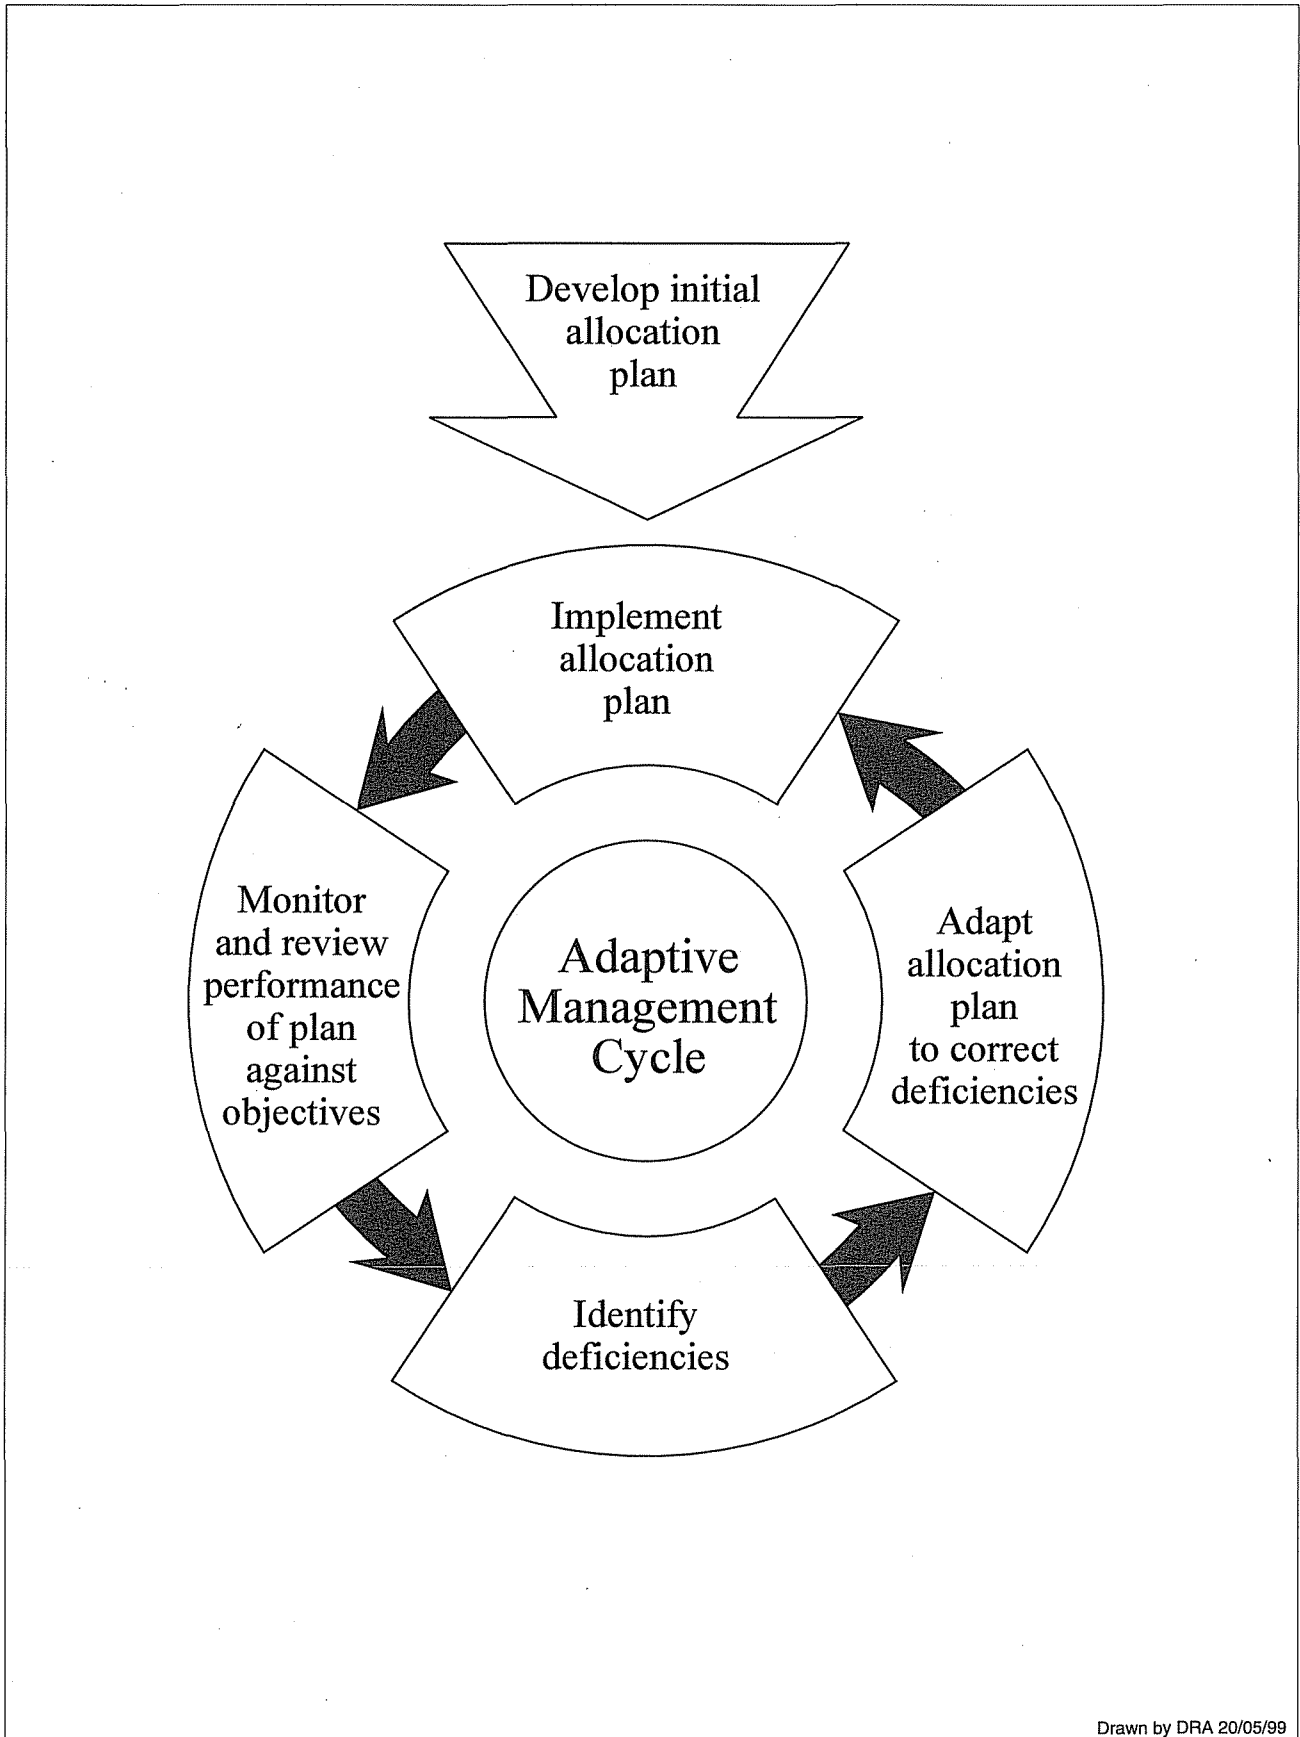 Develop initial
allocation
plan
Implement
allocation
plan
Monitor
and review
performance
of plan
against
objectives
Adaptive
Management
Cycle
Adapt
allocation
plan
to correct
deficiencies
Identify
deficiencies
Drawn by DRA 20/05/99